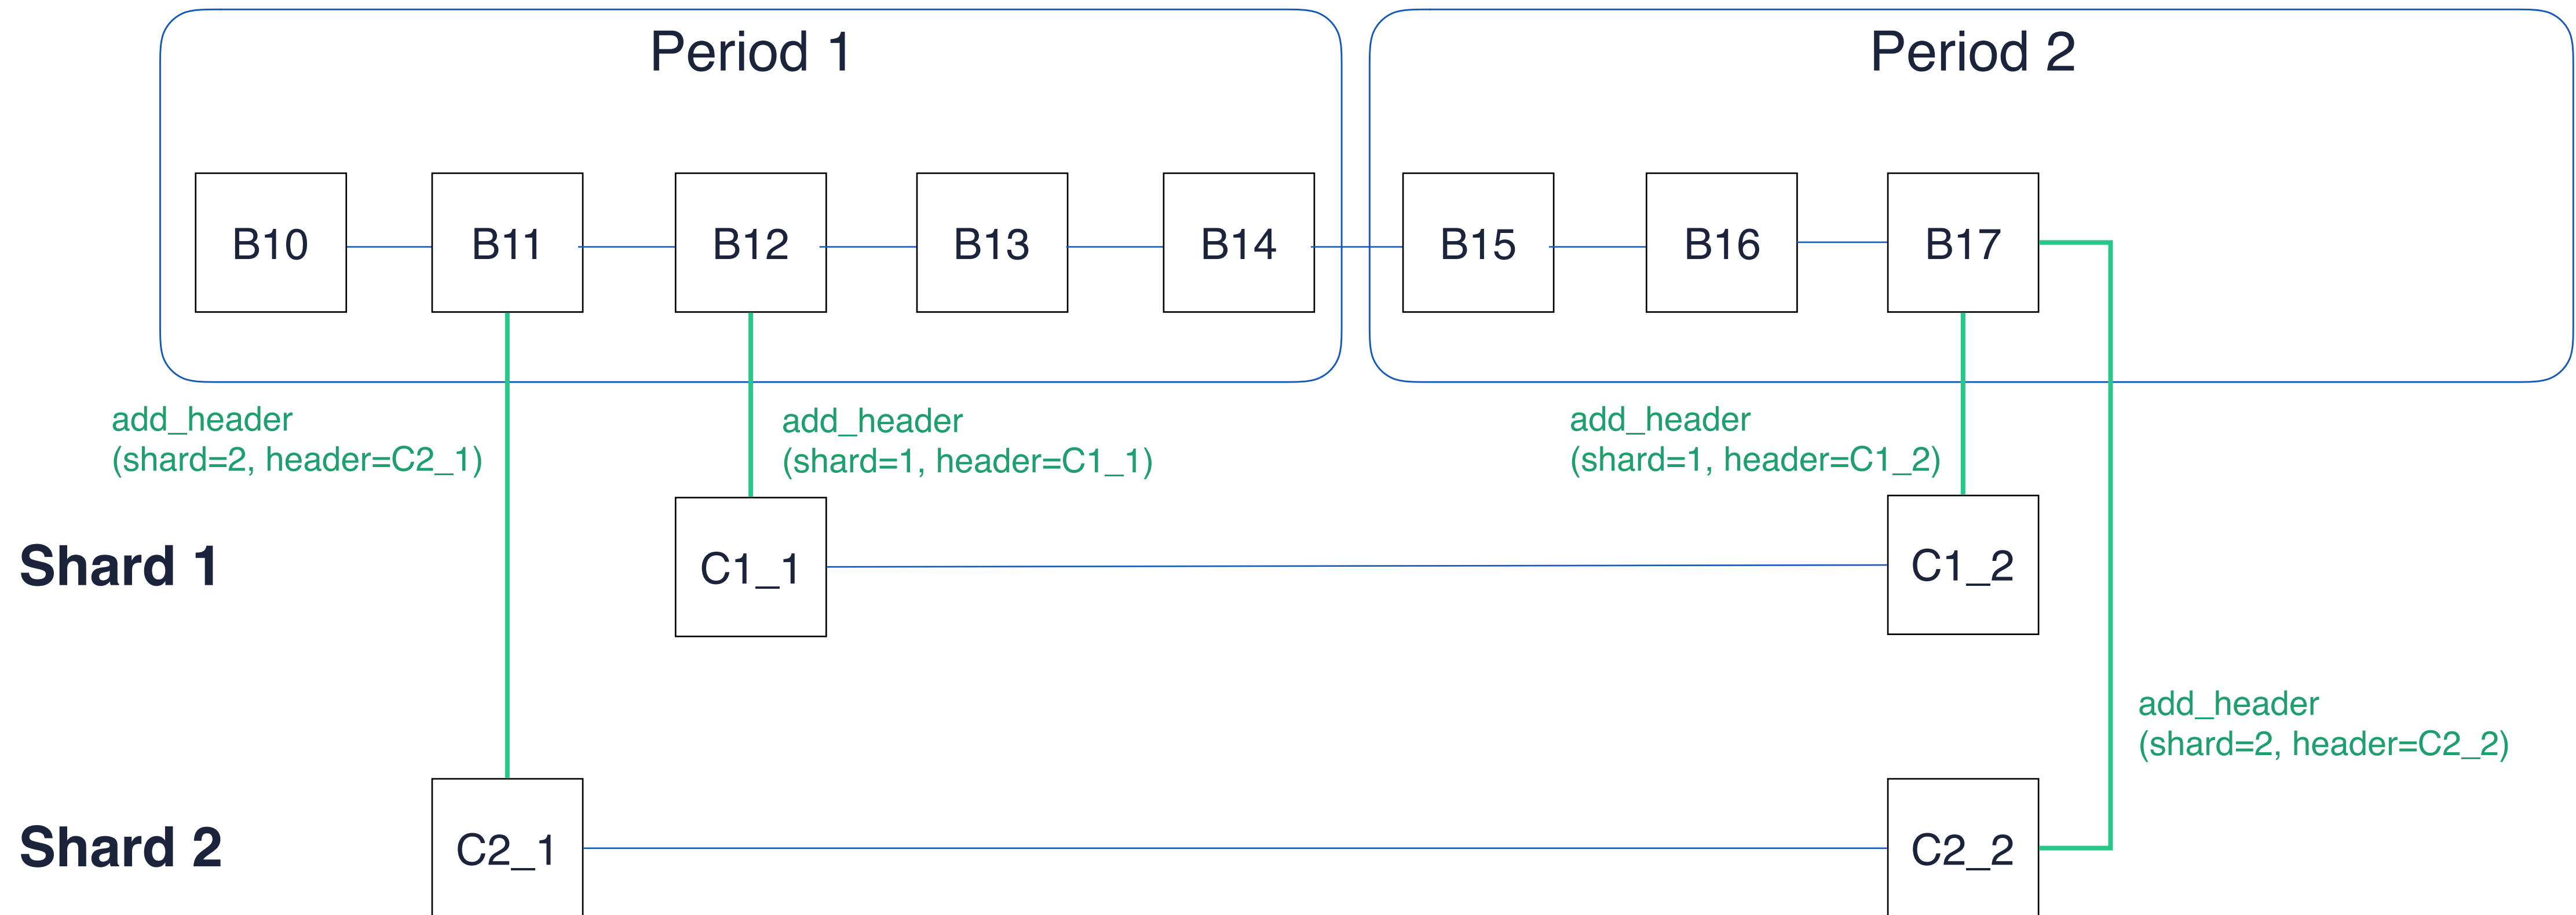 Period 1
Period 2
B10
B11
B12
B13
B14
B15
B16
B17
add_header
(shard=2, header=C2_1)
add_header
(shard=1, header=C1_1)
add_header
(shard=1, header=C1_2)
Shard 1
C1_1
C1_2
add_header
(shard=2, header=C2_2)
Shard 2
C2_1
C2_2